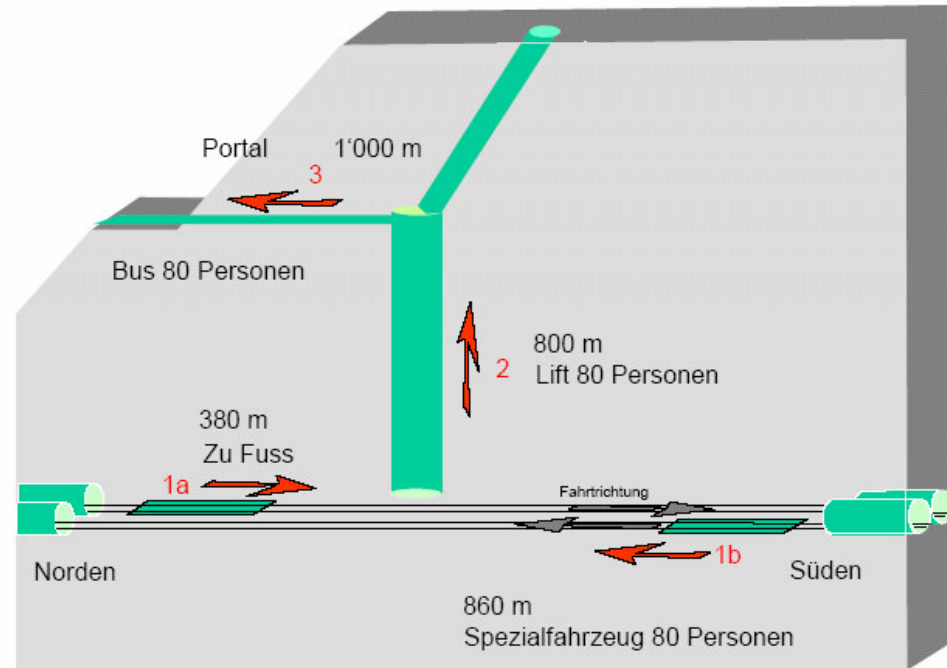 Portal 1‘000 m
3
Bus 80 Personen
800 m
2
Lift 80 Personen
380 m
Zu Fuss
1a
Fahrtrichtung
1b
Norden
Süden
860 m
Spezialfahrzeug 80 Personen